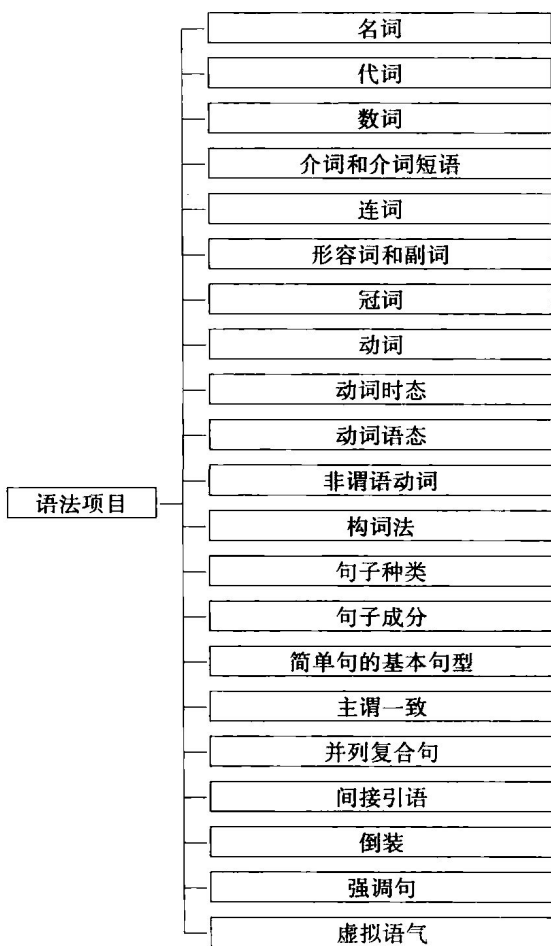 名词
代词
数词
介词和介词短语
连词
形容词和副词
冠词
动词
动词时态
动词语态
非谓语动词
语法项目
构词法
句子种类
句子成分
简单句的基本句型
主谓一致
并列复合句
间接引语
倒装
强调句
虚拟语气